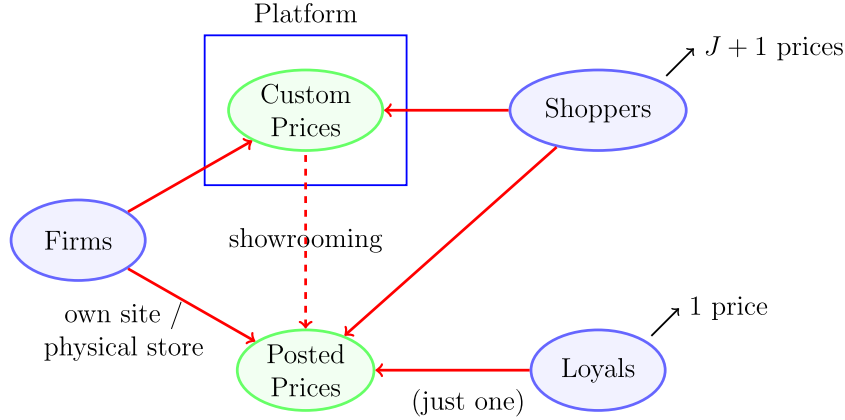 Platform
Custom
Prices
Shoppers
J + 1 prices
Firms
showrooming
own site /
physical store
Posted
Prices
(just one)
Loyals
1 price